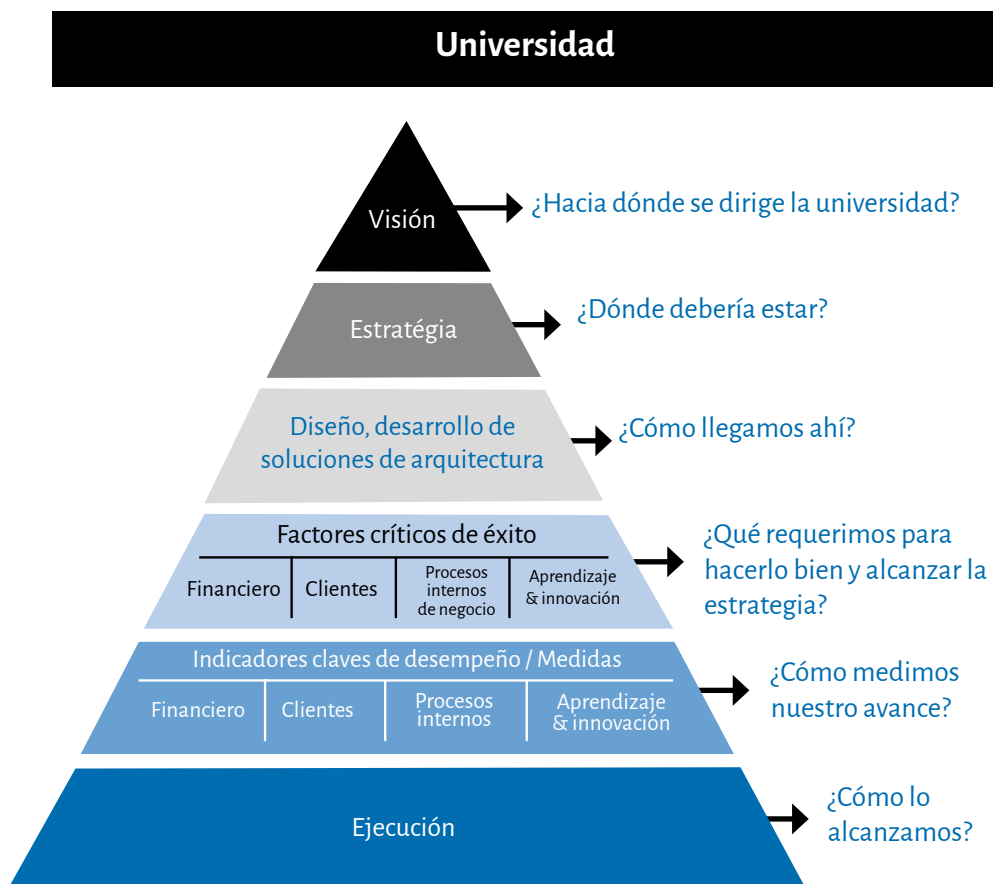 Universidad
Visión
¿Hacia dónde se dirige la universidad?
Estratégia
¿Dónde debería estar?
Diseño, desarrollo de
soluciones de arquitectura
¿Cómo llegamos ahí?
Factores críticos de éxito
Financiero
Clientes
Procesos
internos
de negocio
Aprendizaje
& innovación
¿Qué requerimos para
hacerlo bien y alcanzar la
estrategia?
Indicadores claves de desempeño / Medidas
Financiero
Clientes
Procesos
internos
Aprendizaje
& innovación
¿Cómo medimos
nuestro avance?
Ejecución
¿Cómo lo
alcanzamos?